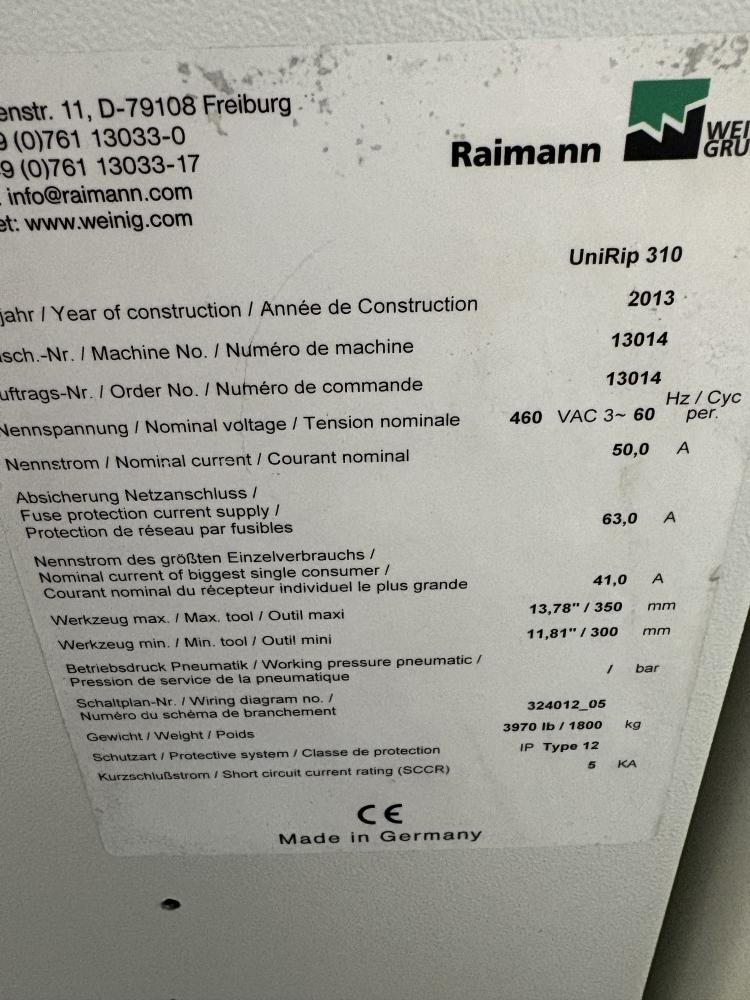 enstr. 11, D-79108 Freiburg
9 (0)761 13033-0
9 (0)761 13033-17
info@raimann.com
et: www.weinig.com
Raimann
WEI
GRU
UniRip 310
jahr / Year of construction / Année de Construction 2013
sch.-Nr. / Machine No. / Numéro de machine 13014
uftrags-Nr. / Order No. / Numéro de commande 13014
Nennspannung / Nominal voltage / Tension nominale 460 VAC 3~ 60 Hz / Cyc per.
Nennstrom / Nominal current / Courant nominal 50,0 A
Absicherung Netzanschluss /
Fuse protection current supply /
Protection de réseau par fusibles 63,0 A
Nennstrom des größten Einzelverbrauchs /
Nominal current of biggest single consumer /
Courant nominal du récepteur individuel le plus grande 41,0 A
Werkzeug max. / Max. tool / Outil maxi 13,78" / 350 mm
Werkzeug min. / Min. tool / Outil mini 11,81" / 300 mm
Betriebsdruck Pneumatik / Working pressure pneumatic /
Pression de service de la pneumatique / bar
Schaltplan-Nr. / Wiring diagram no. /
Numéro du schéma de branchement 324012_05
Gewicht / Weight / Poids 3970 lb / 1800 kg
Schutzart / Protective system / Classe de protection IP Type 12
Kurzschlußstrom / Short circuit current rating (SCCR) 5 KA
CE
Made in Germany